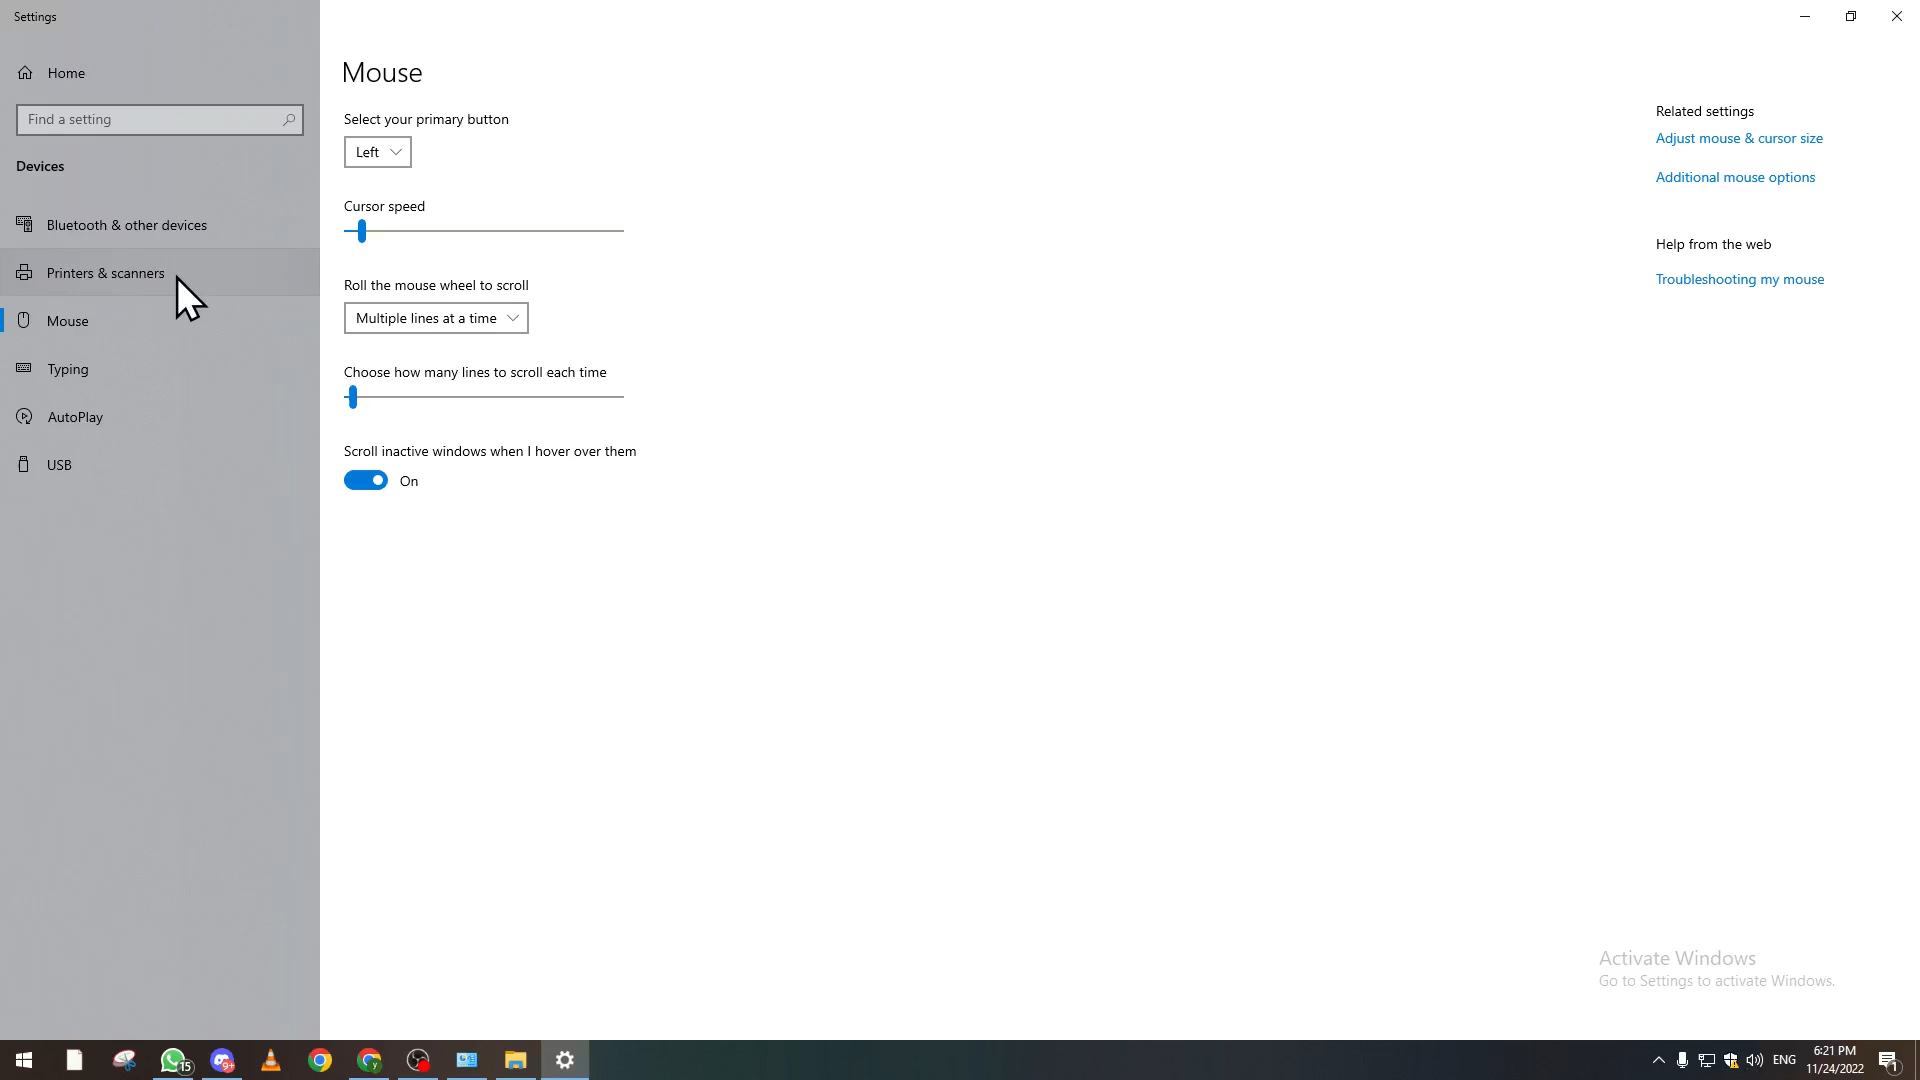 Settings
Home
Find a setting
Devices
Bluetooth & other devices
Printers & scanners
Mouse
Typing
AutoPlay
USB
Mouse
Select your primary button
Left
Cursor speed
Roll the mouse wheel to scroll
Multiple lines at a time
Choose how many lines to scroll each time
Scroll inactive windows when I hover over them
On
Related settings
Adjust mouse & cursor size
Additional mouse options
Help from the web
Troubleshooting my mouse
Activate Windows
Go to Settings to activate Windows.
15
9+
y
ENG
6:21 PM
11/24/2022
1